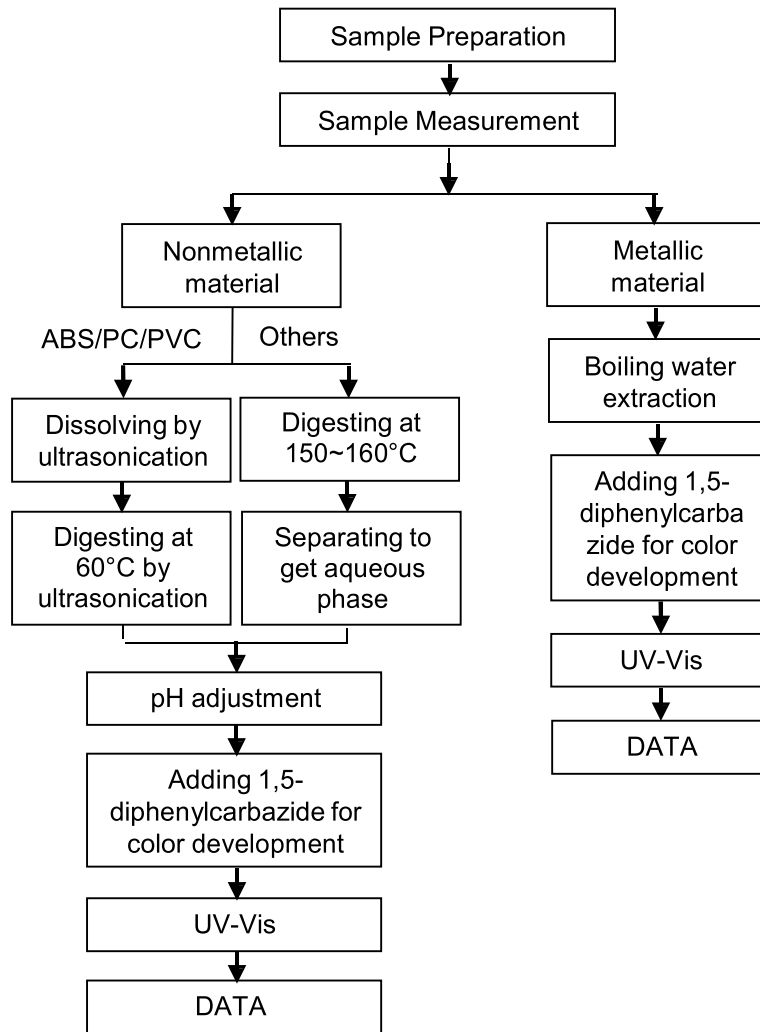 Sample Preparation
Sample Measurement
Nonmetallic
material
ABS/PC/PVC
Others
Dissolving by
ultrasonication
Digesting at
150~160°C
Digesting at
60°C by
ultrasonication
Separating to
get aqueous
phase
pH adjustment
Adding 1,5-
diphenylcarbazide for
color development
UV-Vis
DATA
Metallic
material
Boiling water
extraction
Adding 1,5-
diphenylcarba
zide for color
development
UV-Vis
DATA